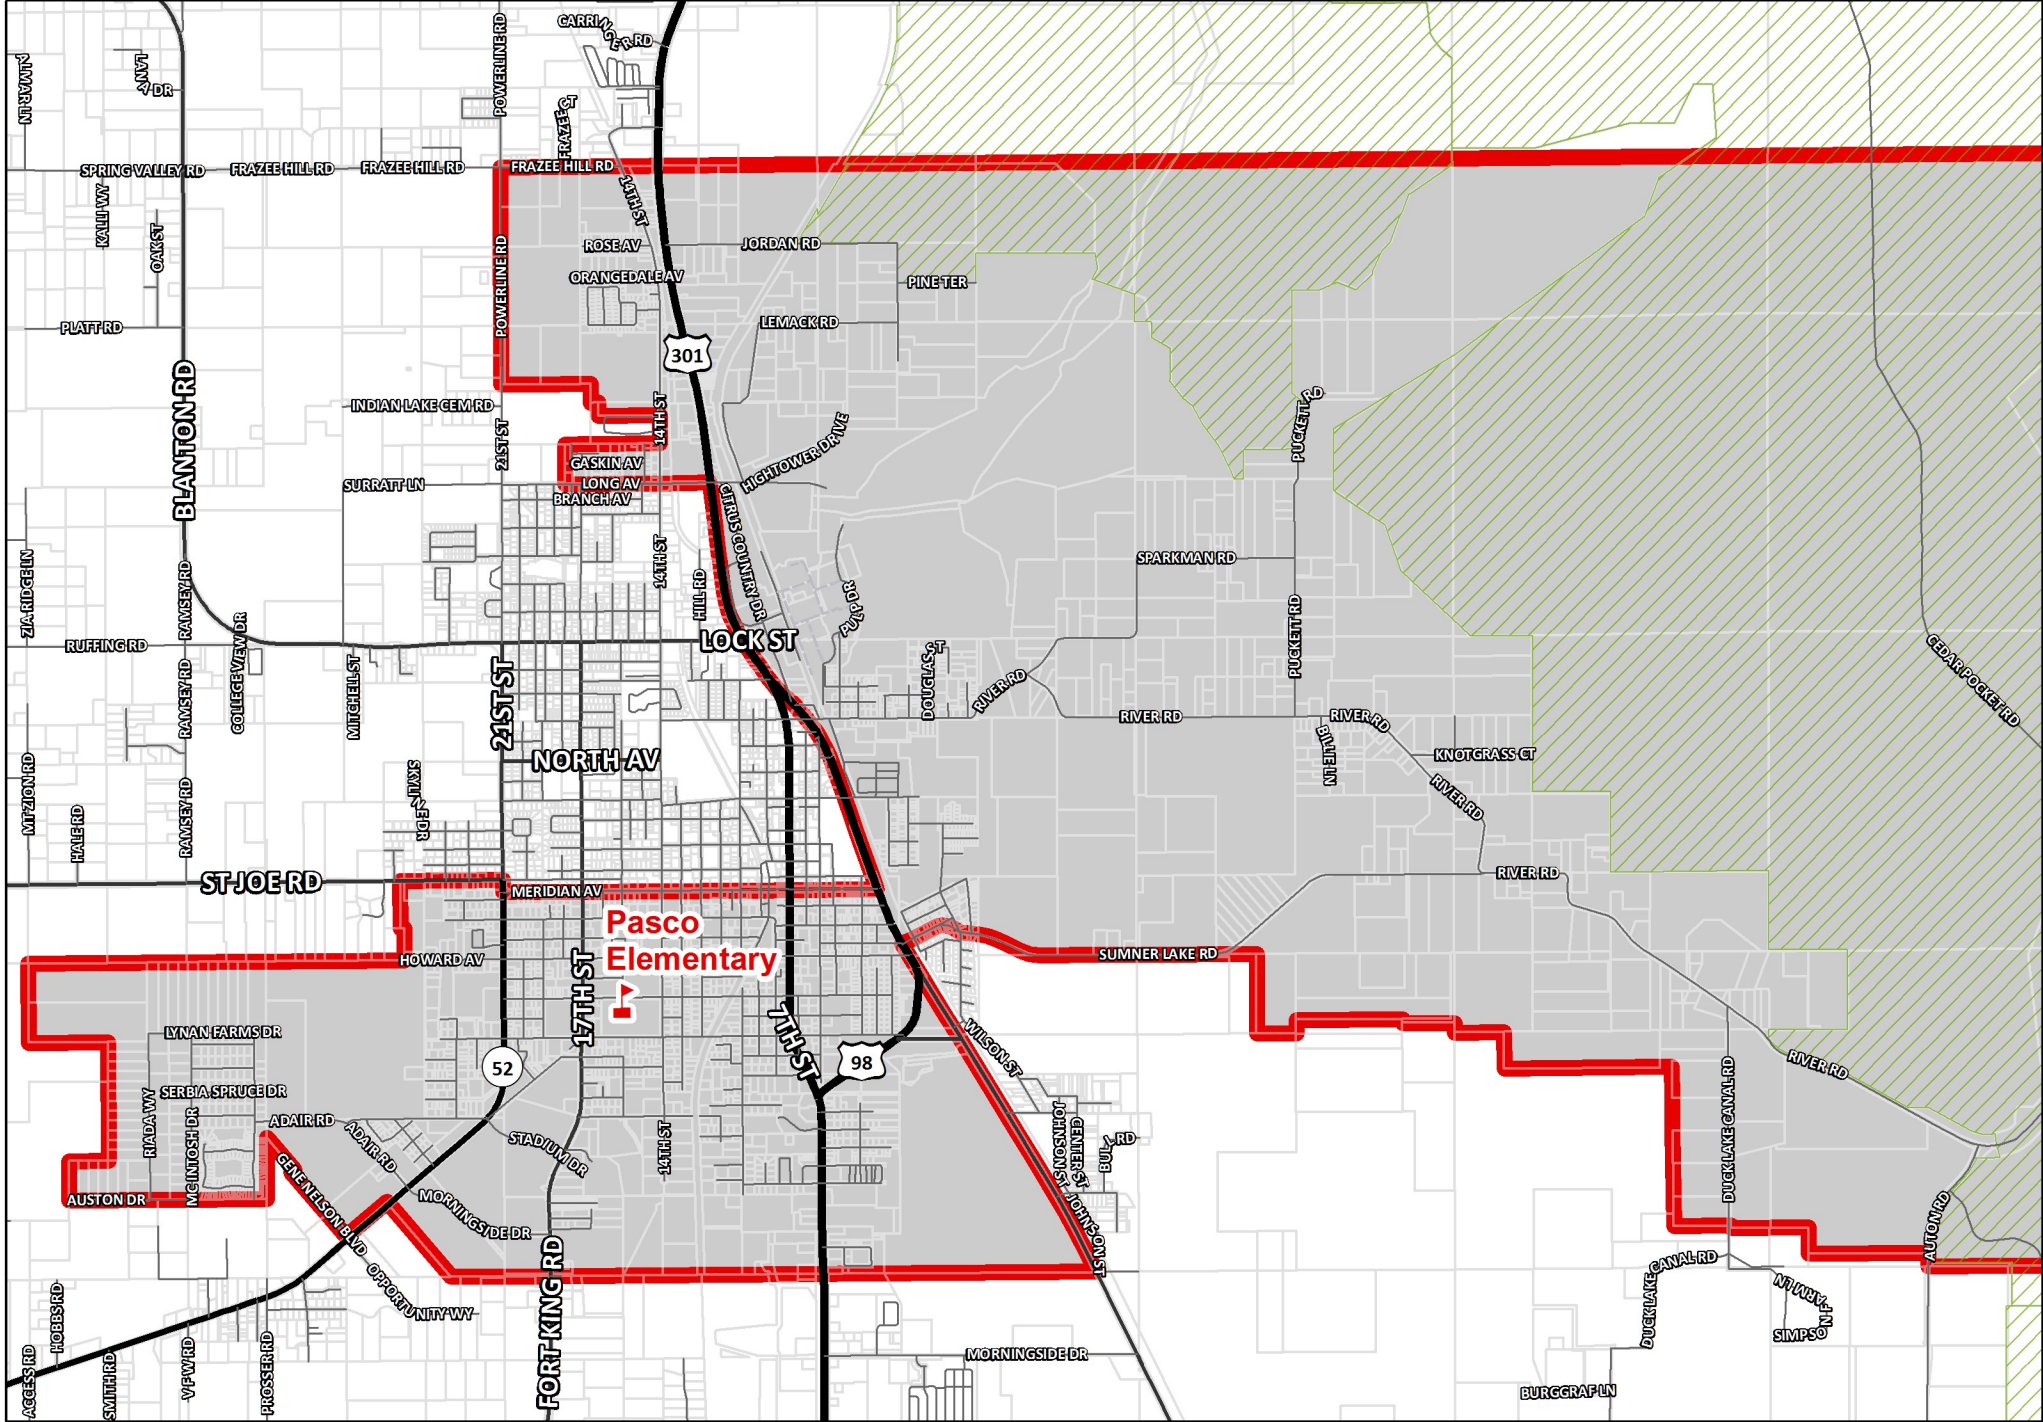 CARRINGER RD
POWERLINE RD
ALMAR LN
LANY DR
FRAZEE CT
FRAZEE HILL RD
SPRING VALLEY RD
FRAZEE HILL RD
FRAZEE HILL RD
FRAZEE HILL RD
14TH ST
KALLI WY
OAK ST
POWERLINE RD
ROSE AV
JORDAN RD
ORANGEDALE AV
PINE TER
PLATT RD
LEMACK RD
301
BLANTON RD
INDIAN LAKE CEM RD
21ST ST
14TH ST
HIGHTOWER DRIVE
PUCKETT RD
GASKIN AV
SURRATT LN
LONG AV
BRANCH AV
CITRUS COUNTRY DR
14TH ST
HILL RD
SPARKMAN RD
ZIARIDGE LN
RAMSEY RD
PULP DR
PUCKETT RD
RUFFING RD
COLLEGE VIEW DR
LOCK ST
DOUGLAS ST
RIVER RD
CEDAR POCKET RD
RAMSEY RD
MITCHELL ST
21ST ST
RIVER RD
RIVER RD
BILLIE LN
KNOTGRASS CT
NORTH AV
MT ZION RD
HALE RD
RAMSEY RD
SKYLINE DR
RIVER RD
ST JOE RD
MERIDIAN AV
RIVER RD
Pasco
Elementary
HOWARD AV
17TH ST
SUMNER LAKE RD
7TH ST
98
WILSON ST
LYNAN FARMS DR
52
SERBIA SPRUCE DR
RIADA WY
MC INTOSH DR
ADAIR RD
ADAIR RD
STADIUM DR
14TH ST
JOHNSON ST
CENTER ST
BULL RD
DUCK LAKE CANAL RD
RIVER RD
AUSTON DR
GENE NELSON BLVD
MORNINGSIDE DR
JOHNSON ST
AUTON RD
FORT KING RD
OPPORTUNITY WY
DUCK LAKE CANAL RD
FARM LN
SIMPSON
HOBBS RD
ACCESS RD
SMITH RD
V F W RD
PROSSER RD
MORNINGSIDE DR
BURGGRAF LN